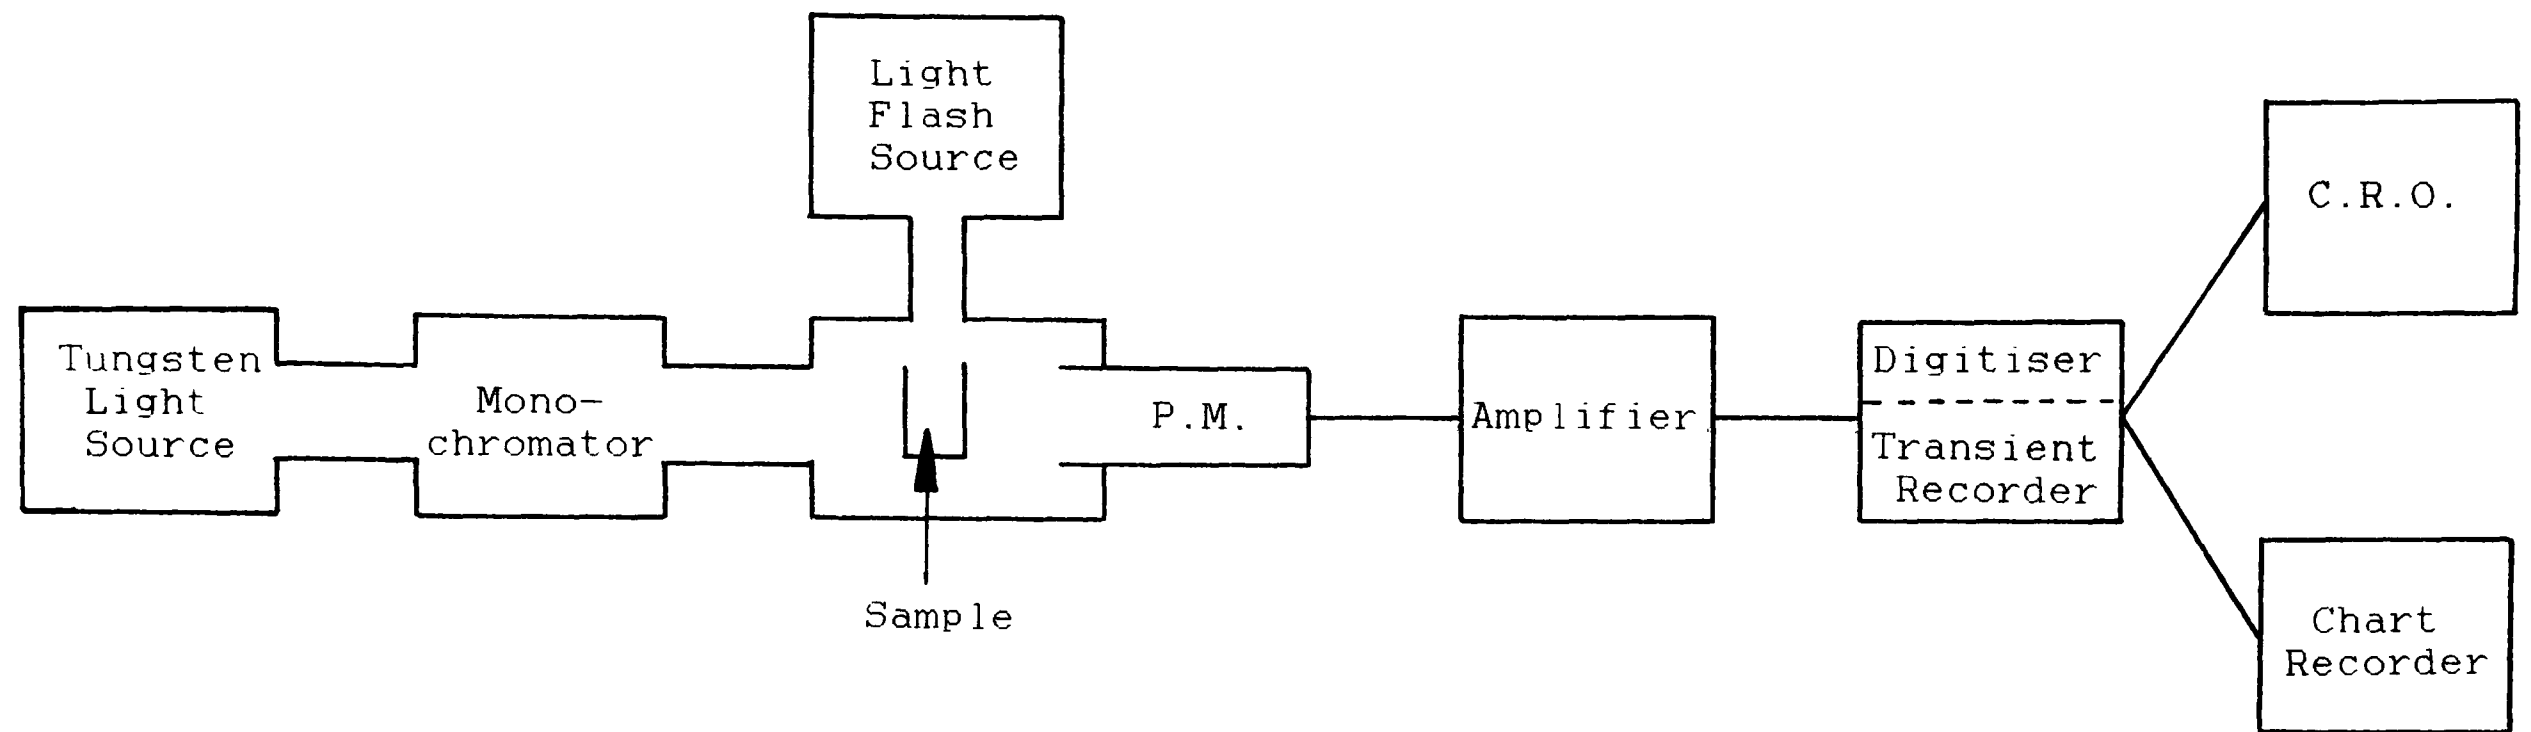 Light
Flash
Source
Tungsten
Light
Source
Mono-
chromator
Sample
P.M.
Amplifier
Digitiser
Transient
Recorder
C.R.O.
Chart
Recorder